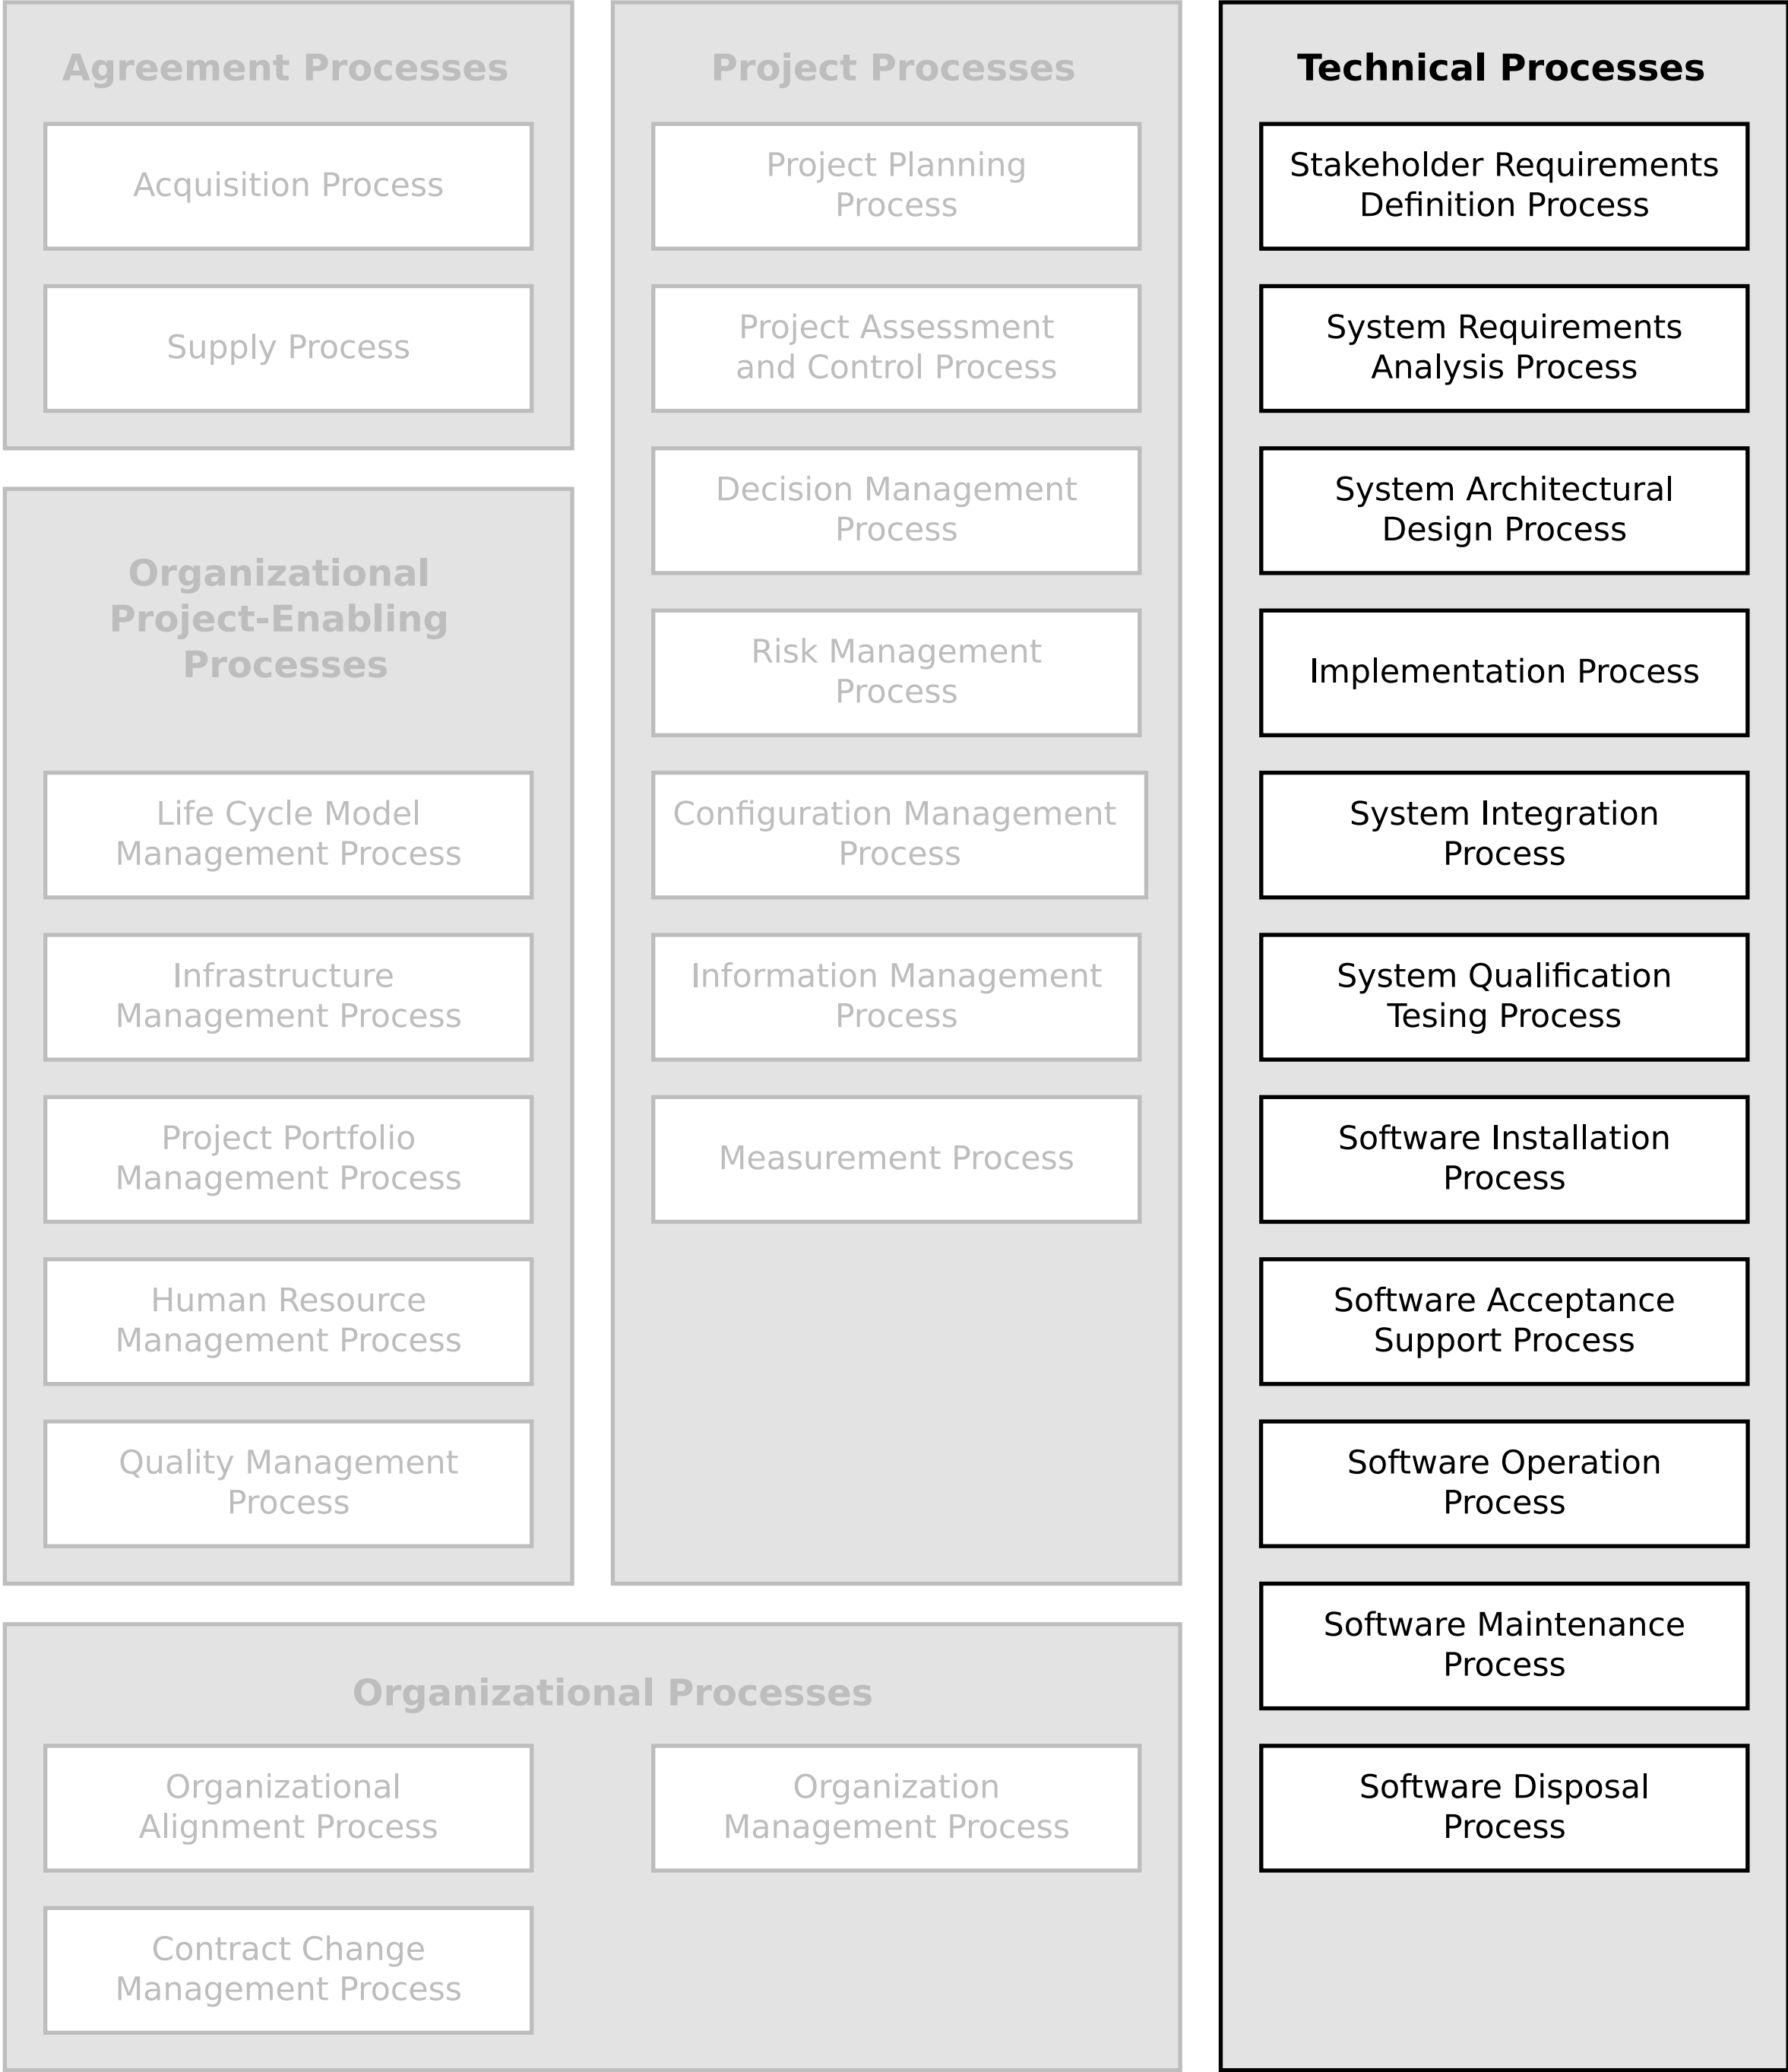 Agreement Processes
Acquisition Process
Supply Process
Organizational
Project-Enabling
Processes
Life Cycle Model
Management Process
Infrastructure
Management Process
Project Portfolio
Management Process
Human Resource
Management Process
Quality Management
Process
Project Processes
Project Planning
Process
Project Assessment
and Control Process
Decision Management
Process
Risk Management
Process
Configuration Management
Process
Information Management
Process
Measurement Process
Organizational Processes
Organizational
Alignment Process
Organization
Management Process
Contract Change
Management Process
Technical Processes
Stakeholder Requirements
Definition Process
System Requirements
Analysis Process
System Architectural
Design Process
Implementation Process
System Integration
Process
System Qualification
Tesing Process
Software Installation
Process
Software Acceptance
Support Process
Software Operation
Process
Software Maintenance
Process
Software Disposal
Process